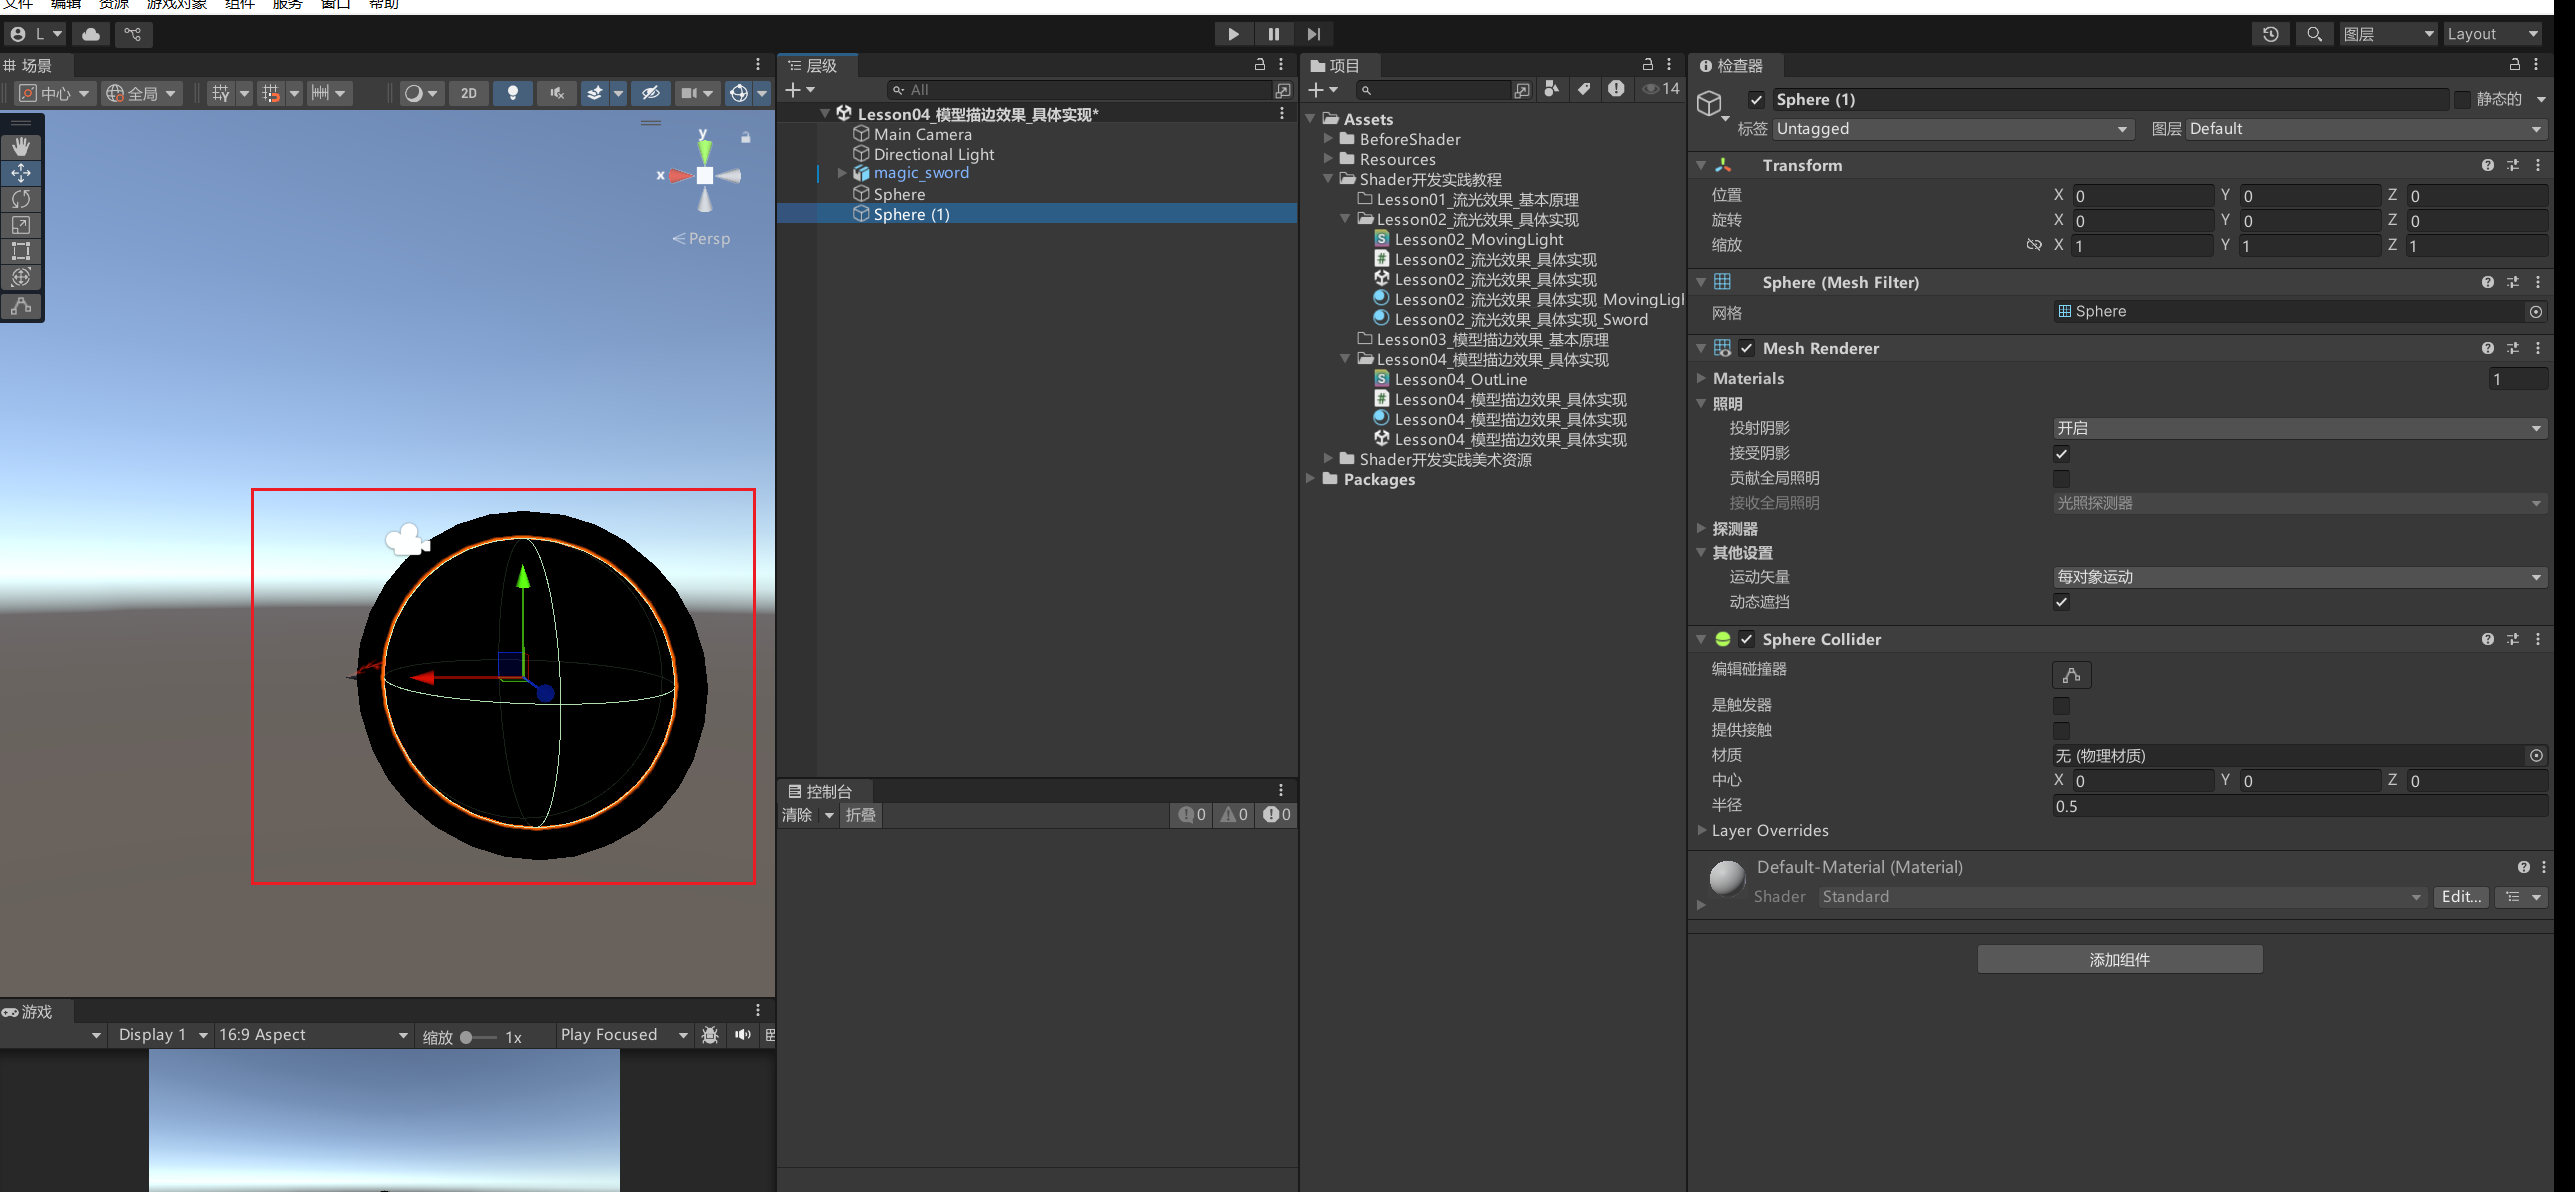 文件 编辑 资源 游戏对象 组件 服务 窗口 帮助
L
图层 Layout
场景
中心 全局 2D
y
x
Persp
层级
All
Lesson04_模型描边效果_具体实现*
Main Camera
Directional Light
magic_sword
Sphere
Sphere (1)
控制台
清除 折叠 0 0 0
项目
14
Assets
BeforeShader
Resources
Shader开发实践教程
Lesson01_流光效果_基本原理
Lesson02_流光效果_具体实现
Lesson02_MovingLight
Lesson02_流光效果_具体实现
Lesson02_流光效果_具体实现
Lesson02_流光效果_具体实现_MovingLigl
Lesson02_流光效果_具体实现_Sword
Lesson03_模型描边效果_基本原理
Lesson04_模型描边效果_具体实现
Lesson04_OutLine
Lesson04_模型描边效果_具体实现
Lesson04_模型描边效果_具体实现
Lesson04_模型描边效果_具体实现
Shader开发实践美术资源
Packages
检查器
Sphere (1) 静态的
标签 Untagged 图层 Default
Transform
位置 X 0 Y 0 Z 0
旋转 X 0 Y 0 Z 0
缩放 X 1 Y 1 Z 1
Sphere (Mesh Filter)
网格 Sphere
Mesh Renderer
Materials 1
照明
投射阴影 开启
接受阴影
贡献全局照明
接收全局照明 光照探测器
探测器
其他设置
运动矢量 每对象运动
动态遮挡
Sphere Collider
编辑碰撞器
是触发器
提供接触
材质 无 (物理材质)
中心 X 0 Y 0 Z 0
半径 0.5
Layer Overrides
Default-Material (Material)
Shader Standard Edit...
添加组件
游戏
Display 1 16:9 Aspect 缩放 1x Play Focused